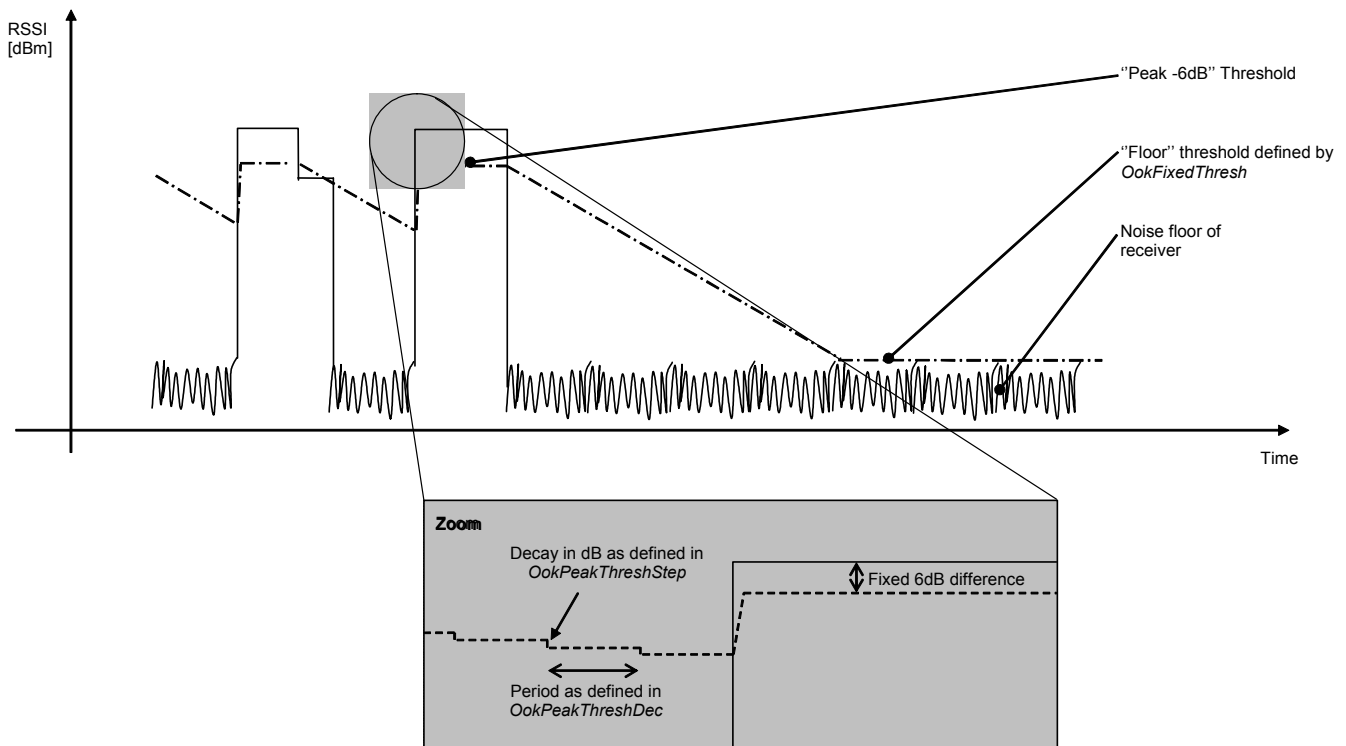 RSSI
[dBm]
‘’Peak -6dB’’ Threshold
‘’Floor’’ threshold defined by
OokFixedThresh
Noise floor of
receiver
Time
Zoom
Decay in dB as defined in
OokPeakThreshStep
Fixed 6dB difference
Period as defined in
OokPeakThreshDec